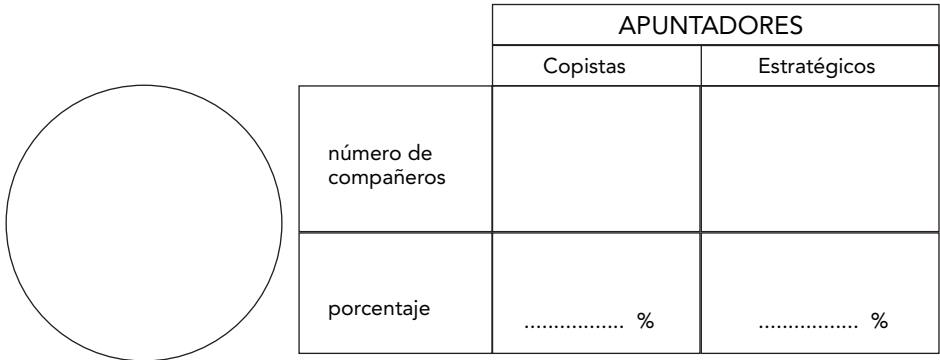 APUNTADORES
Copistas Estratégicos
número de
compañeros
porcentaje
................. % ................. %